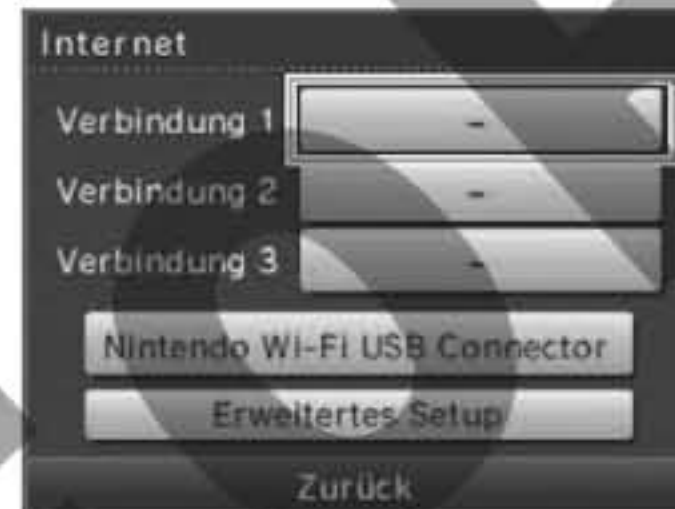 Internet
Verbindung 1 -
Verbindung 2 -
Verbindung 3 -
Nintendo Wi-Fi USB Connector
Erweitertes Setup
Zurück